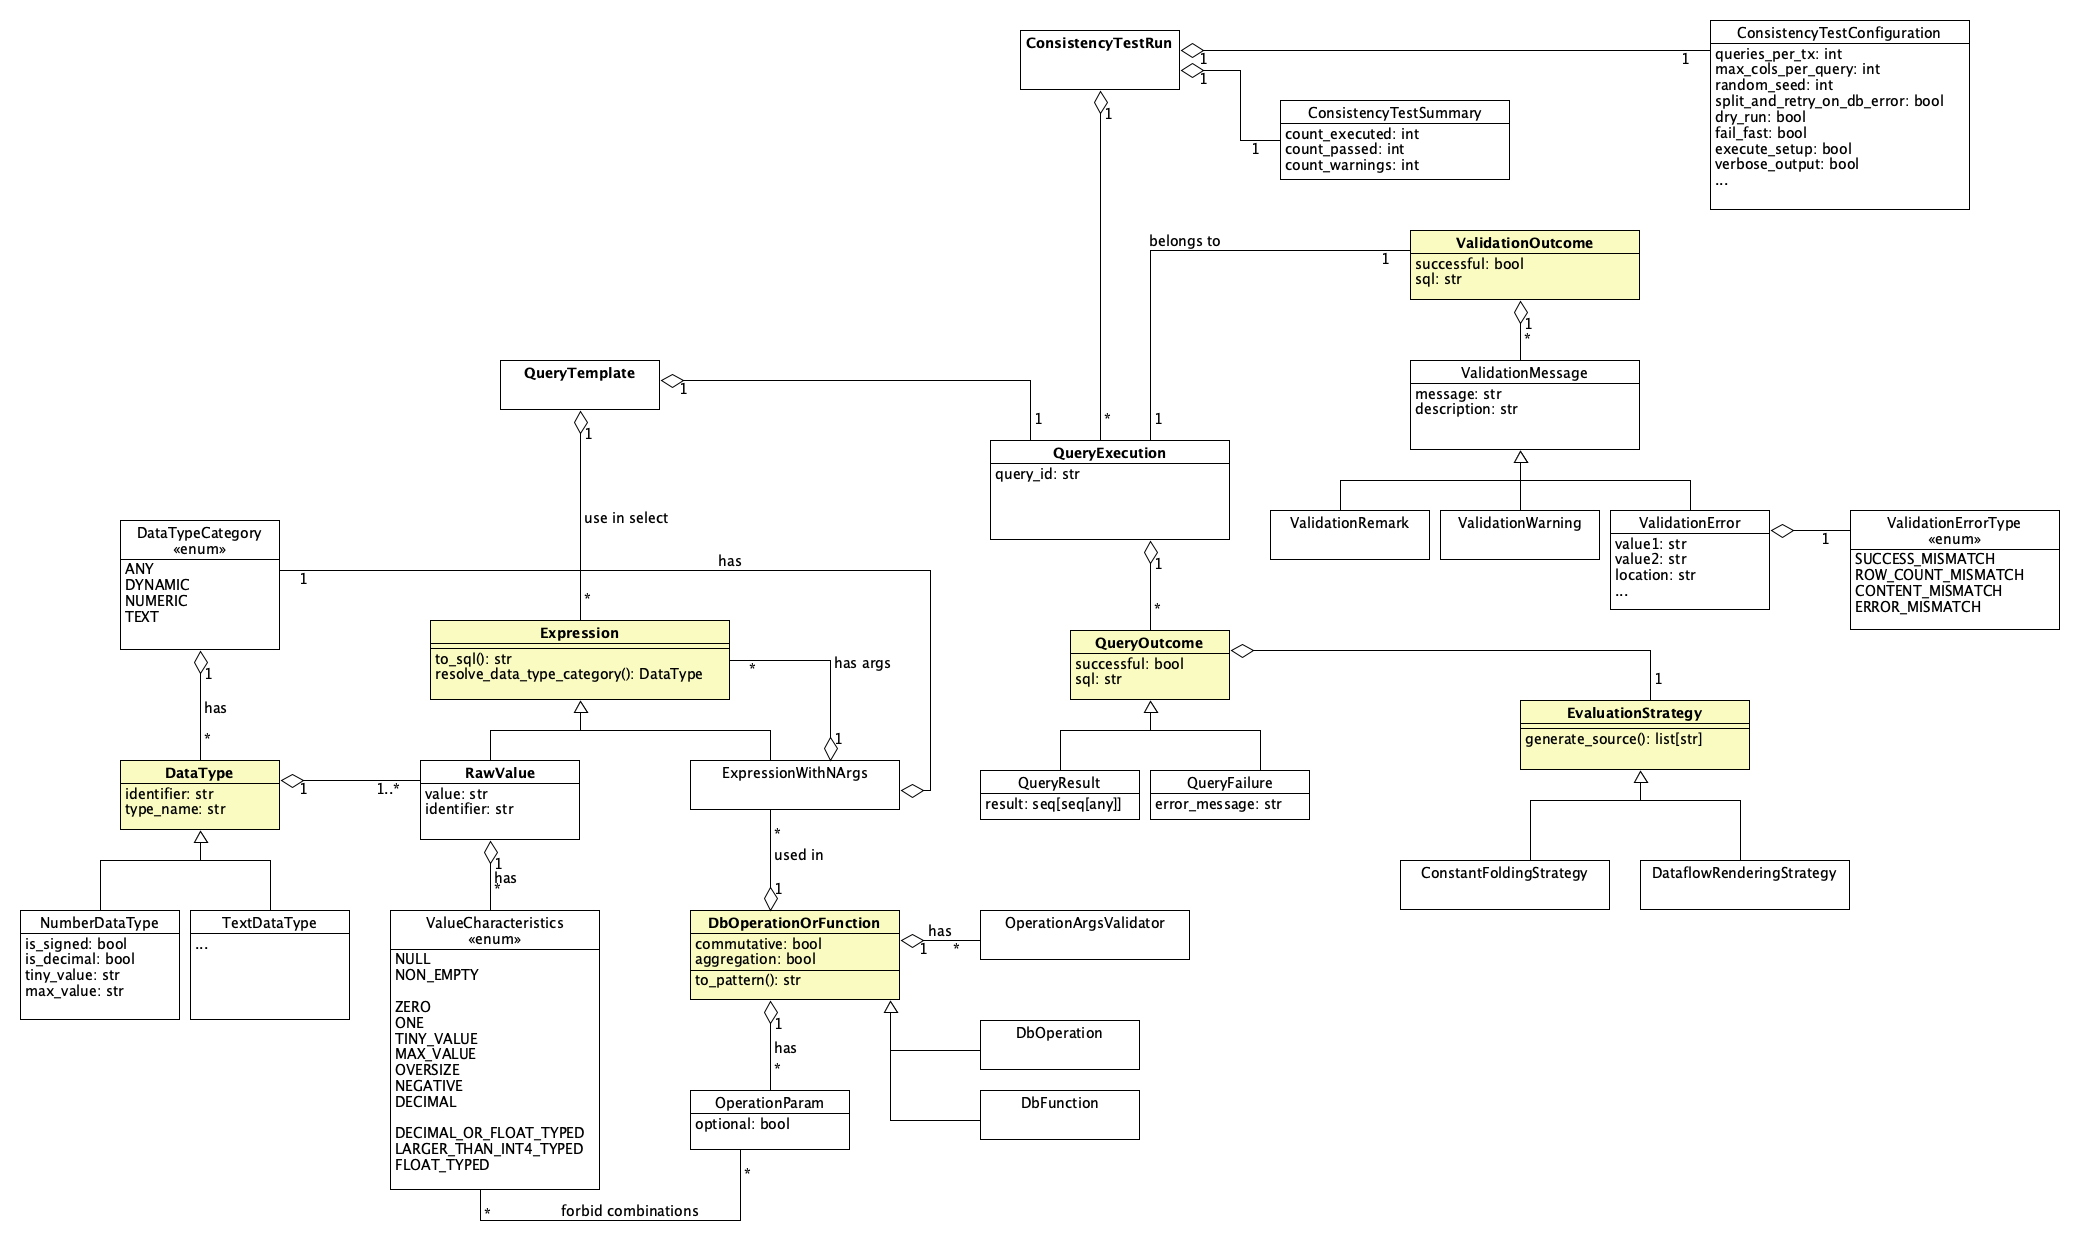 ConsistencyTestRun
1
1
1
1
1
ConsistencyTestConfiguration
queries_per_tx: int
max_cols_per_query: int
random_seed: int
split_and_retry_on_db_error: bool
dry_run: bool
fail_fast: bool
execute_setup: bool
verbose_output: bool
...
ConsistencyTestSummary
count_executed: int
count_passed: int
count_warnings: int
belongs to
1
1
*
ValidationOutcome
successful: bool
sql: str
1
*
ValidationMessage
message: str
description: str
QueryTemplate
1
1
1
QueryExecution
query_id: str
ValidationRemark
ValidationWarning
ValidationError
value1: str
value2: str
location: str
...
1
ValidationErrorType
«enum»
SUCCESS_MISMATCH
ROW_COUNT_MISMATCH
CONTENT_MISMATCH
ERROR_MISMATCH
use in select
*
DataTypeCategory
«enum»
ANY
DYNAMIC
NUMERIC
TEXT
1
has
1
has
*
Expression
to_sql(): str
resolve_data_type_category(): DataType
*
has args
1
1
*
QueryOutcome
successful: bool
sql: str
1
EvaluationStrategy
generate_source(): list[str]
DataType
identifier: str
type_name: str
1
1..*
RawValue
value: str
identifier: str
ExpressionWithNArgs
QueryResult
result: seq[seq[any]]
QueryFailure
error_message: str
1
has
*
*
used in
1
ConstantFoldingStrategy
DataflowRenderingStrategy
NumberDataType
is_signed: bool
is_decimal: bool
tiny_value: str
max_value: str
TextDataType
...
ValueCharacteristics
«enum»
NULL
NON_EMPTY
ZERO
ONE
TINY_VALUE
MAX_VALUE
OVERSIZE
NEGATIVE
DECIMAL
DECIMAL_OR_FLOAT_TYPED
LARGER_THAN_INT4_TYPED
FLOAT_TYPED
DbOperationOrFunction
commutative: bool
aggregation: bool
to_pattern(): str
has
1
*
OperationArgsValidator
1
has
*
DbOperation
DbFunction
OperationParam
optional: bool
*
*
forbid combinations